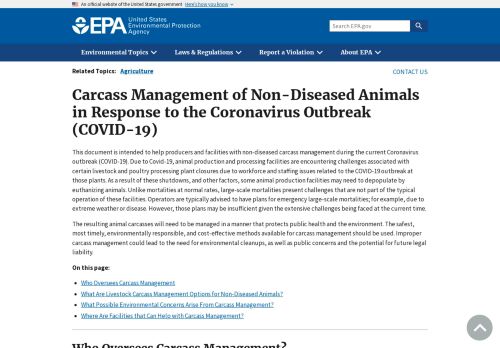 An official website of the United States government Here's how you know
EPA United States
Environmental Protection
Agency
Search EPA.gov
Environmental Topics Laws & Regulations Report a Violation About EPA
Related Topics: Agriculture
CONTACT US
Carcass Management of Non-Diseased Animals
in Response to the Coronavirus Outbreak
(COVID-19)
This document is intended to help producers and facilities with non-diseased carcass management during the current Coronavirus
outbreak (COVID-19). Due to Covid-19, animal production and processing facilities are encountering challenges associated with
certain livestock and poultry processing plant closures due to workforce and staffing issues related to the COVID-19 outbreak at
those plants. As a result of these shutdowns, and other factors, some animal production facilities may need to depopulate by
euthanizing animals. Unlike mortalities at normal rates, large-scale mortalities present challenges that are not part of the typical
operation of these facilities. Operators are typically advised to have plans for emergency large-scale mortalities; for example, due to
extreme weather or disease. However, those plans may be insufficient given the extensive challenges being faced at the current time.
The resulting animal carcasses will need to be managed in a manner that protects public health and the environment. The safest,
most timely, environmentally responsible, and cost-effective methods available for carcass management should be used. Improper
carcass management could lead to the need for environmental cleanups, as well as public concerns and the potential for future legal
liability.
On this page:
Who Oversees Carcass Management
What Are Livestock Carcass Management Options for Non-Diseased Animals?
What Possible Environmental Concerns Arise From Carcass Management?
Where Are Facilities that Can Help with Carcass Management?
Who Oversees Carcass Management?